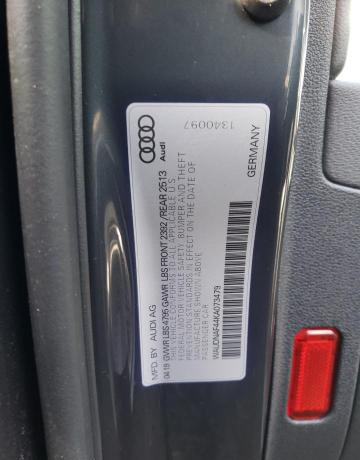 1340097
Audi
MFD. BY AUDI AG
04.19 GWVR LBS 4795 GAWR LBS FRONT 2392 / REAR 2513
THIS VEHICLE CONFORMS TO ALL APPLICABLE U.S.
FEDERAL MOTOR VEHICLE SAFETY, BUMPER AND THEFT
PREVENTION STANDARDS IN EFFECT ON THE DATE OF
MANUFACTURE SHOWN ABOVE.
PASSENGER CAR
WAUDNAF44KA073479
GERMANY